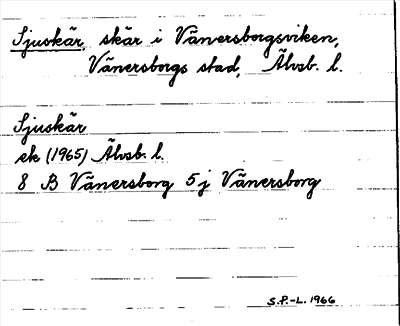 Sjuskär, skär i Vänersborgsviken,
Vänersborgs stad, Älvsb. l.
Sjuskär
ek (1965) Älvsb. l.
8 B Vänersborg 5 j Vänersborg
S.P.-L. 1966